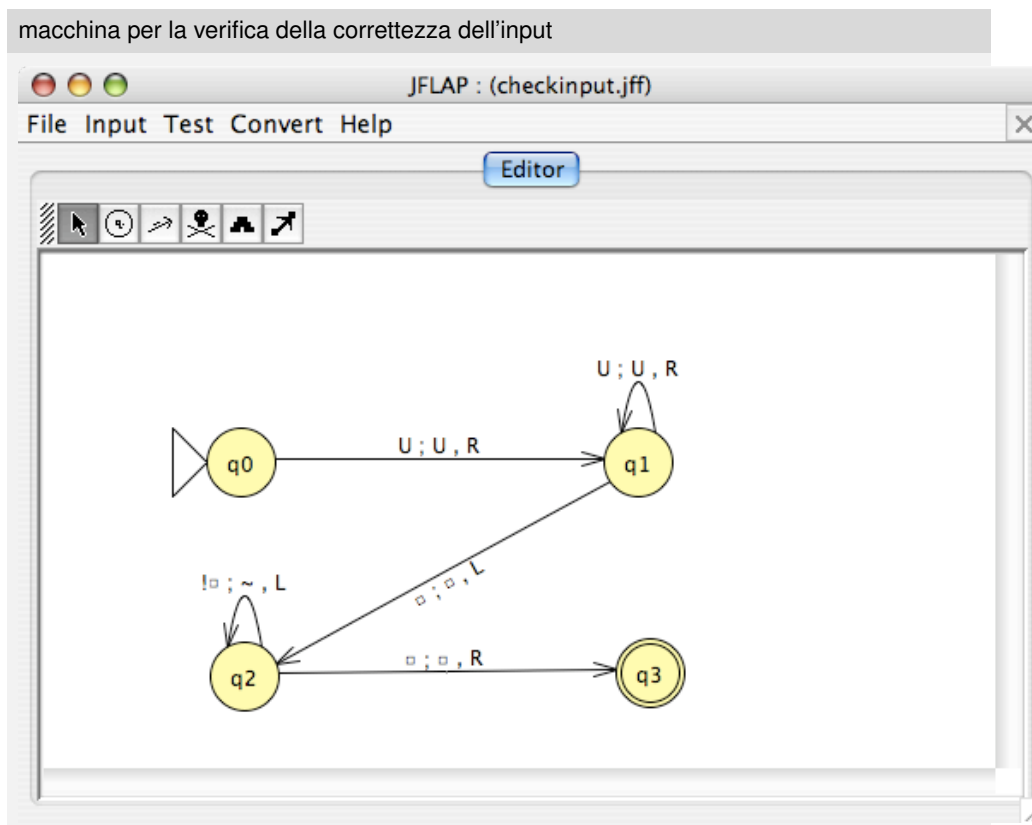 macchina per la verifica della correttezza dell'input
JFLAP : (checkinput.jff)
File Input Test Convert Help
Editor
U ; U , R
U ; U , R
q0
q1
!□ ; ~ , L
□ ; □ , L
□ ; □ , R
q2
q3